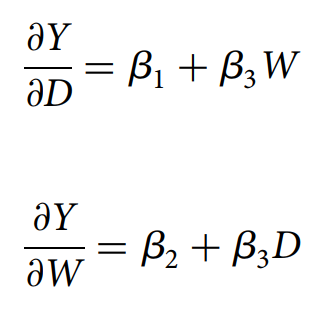 ∂Y/∂D = β₁ + β₃W
∂Y/∂W = β₂ + β₃D